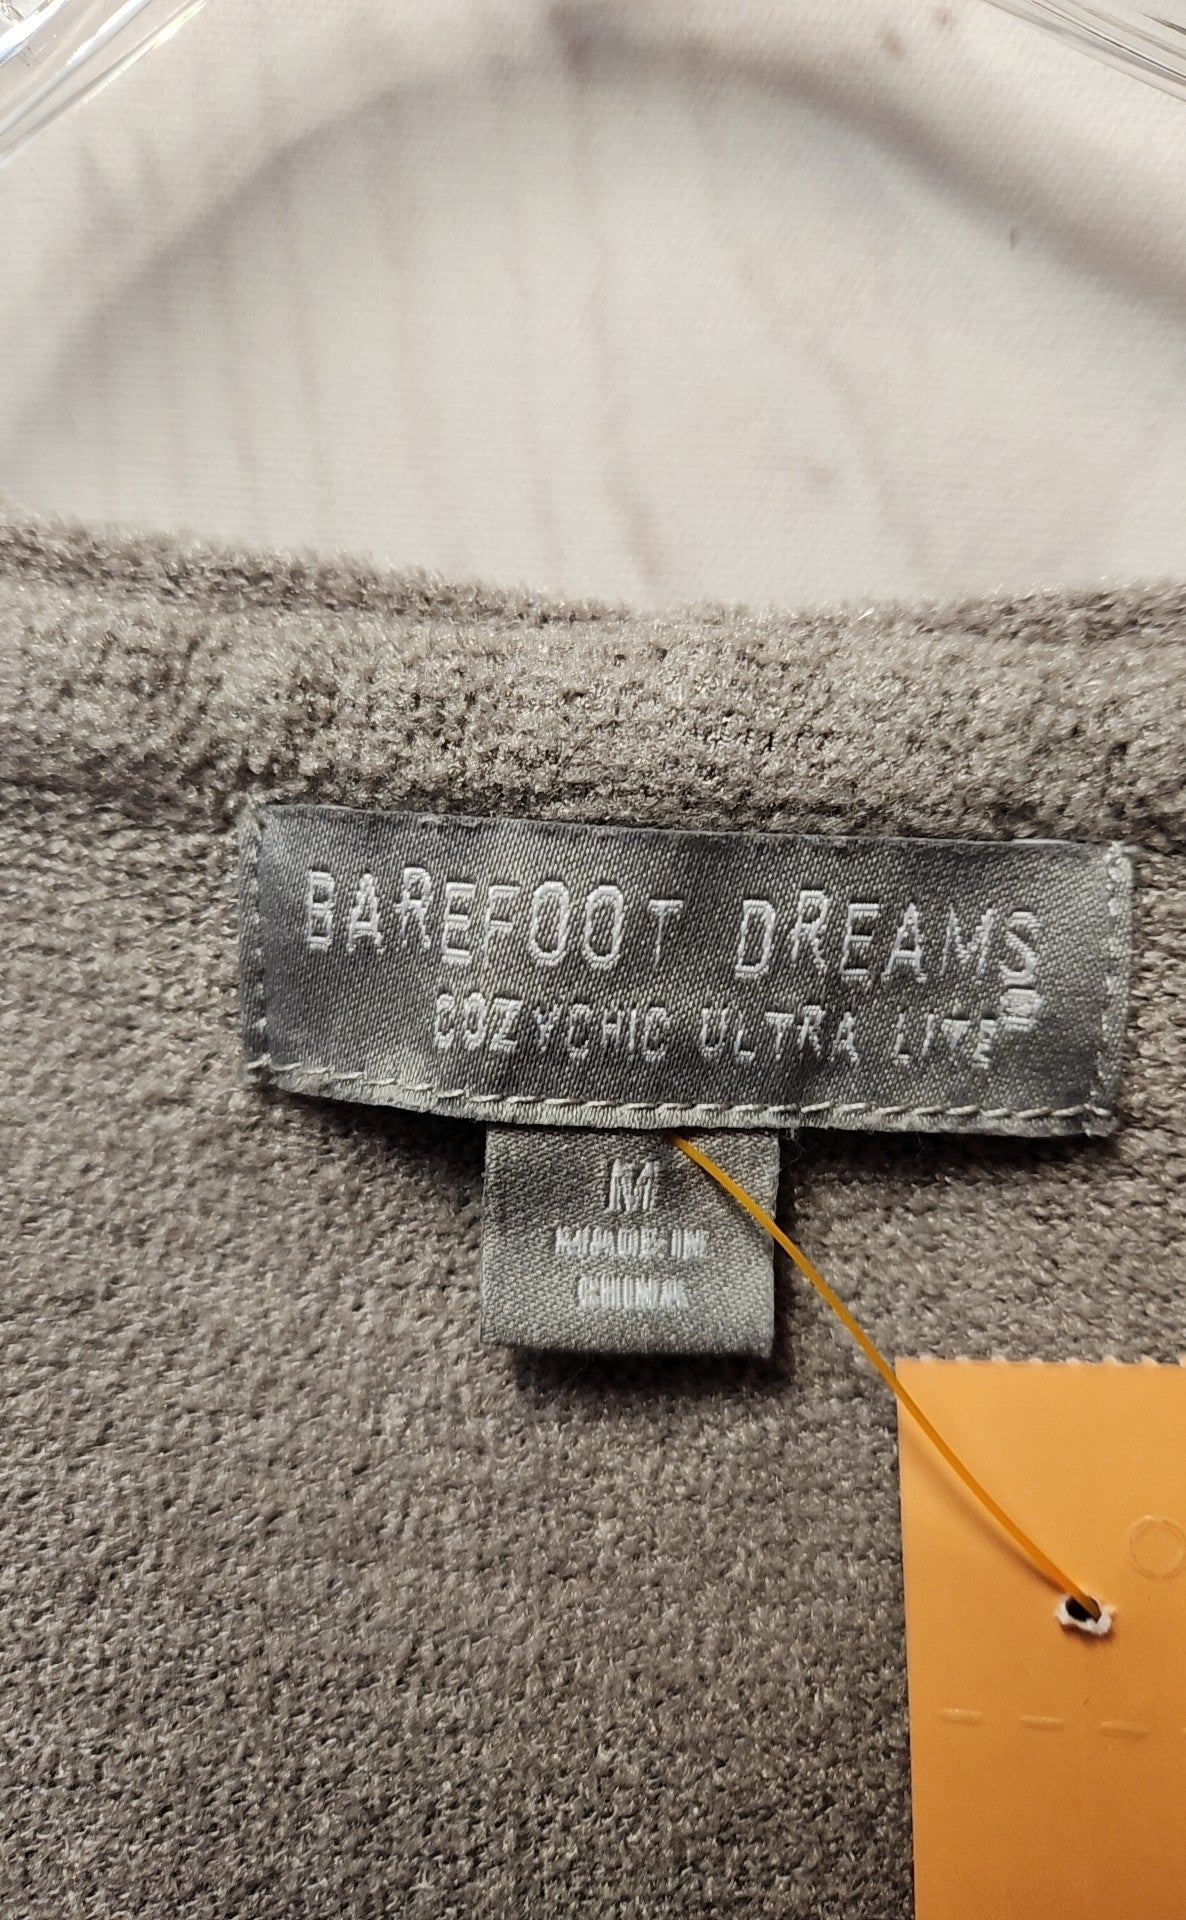 BAREFOOT DREAMS
COZYCHIC ULTRA LITE®
M
MADE IN
CHINA